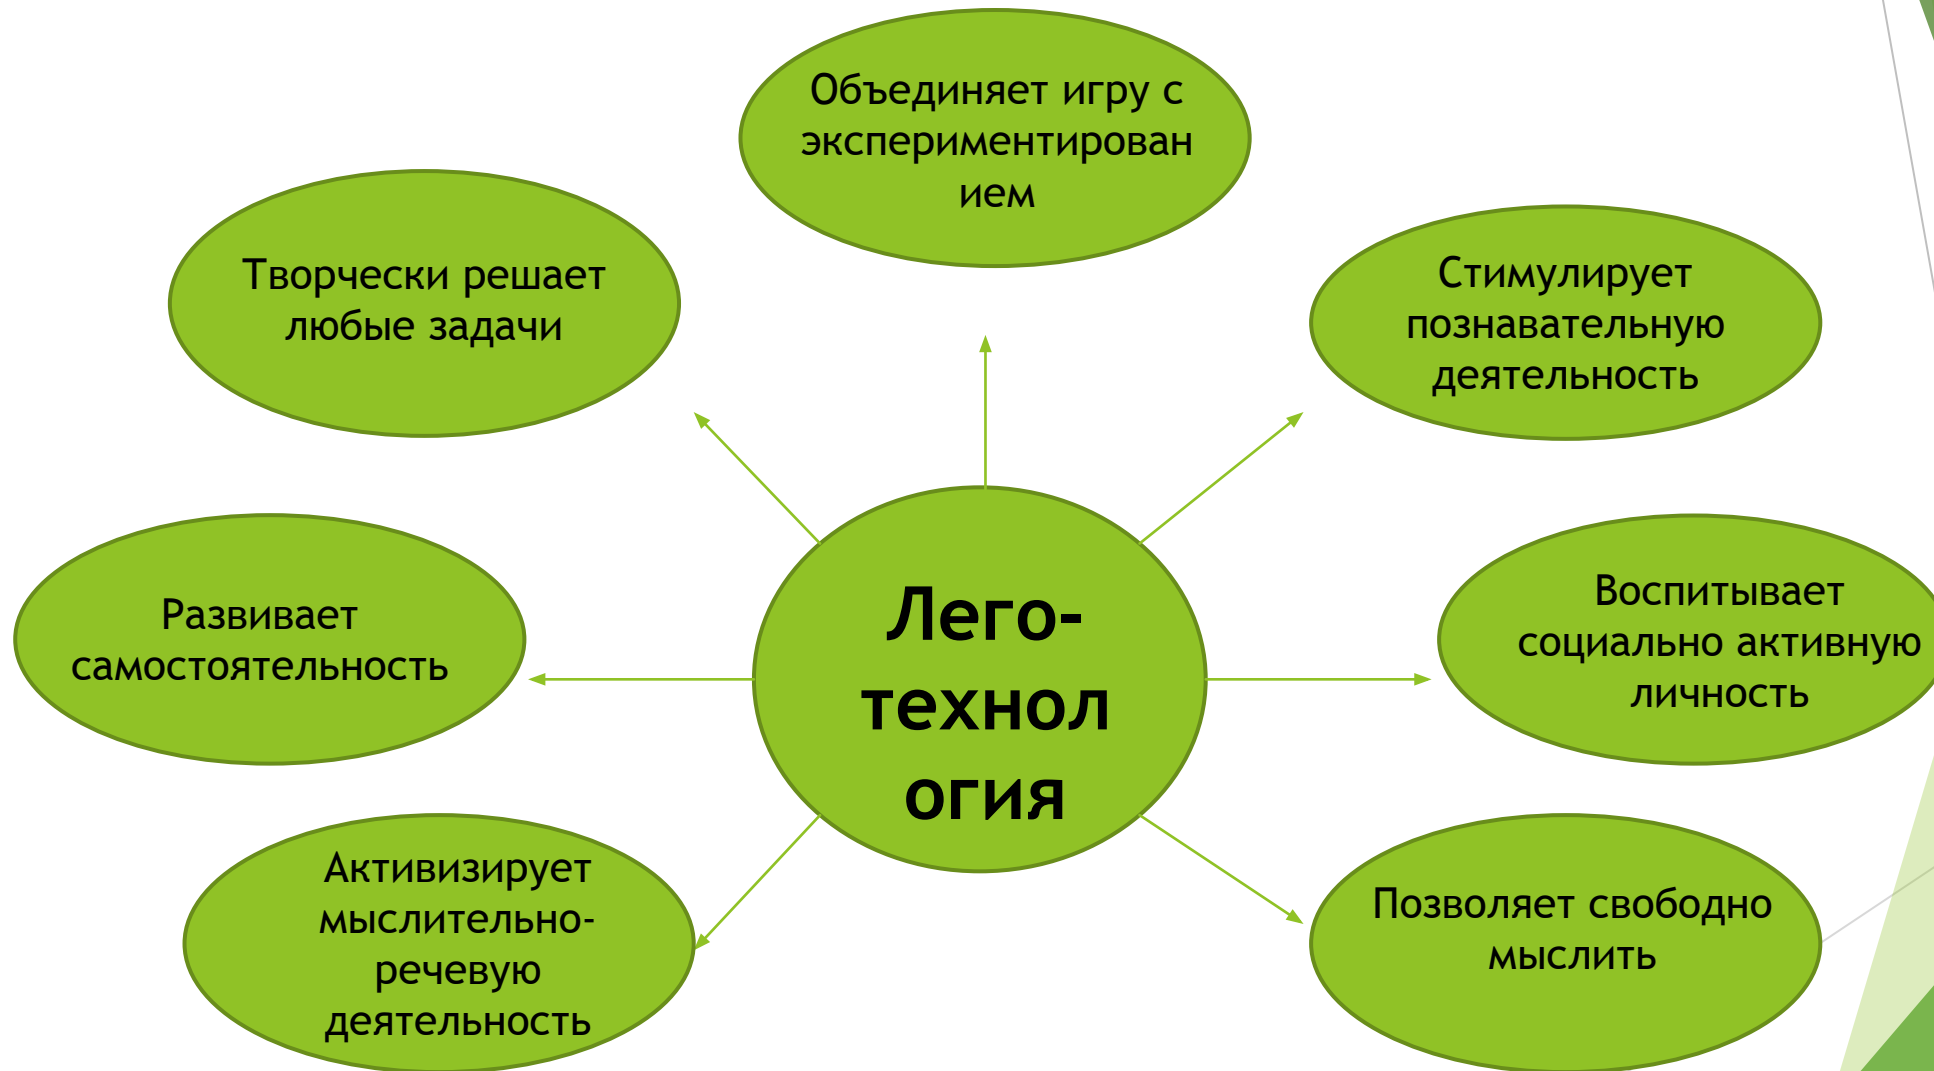 Объединяет игру с
экспериментирован
ием
Творчески решает
любые задачи
Стимулирует
познавательную
деятельность
Развивает
самостоятельность
Лего-
технол
огия
Воспитывает
социально активную
личность
Активизирует
мыслительно-
речевую
деятельность
Позволяет свободно
мыслить